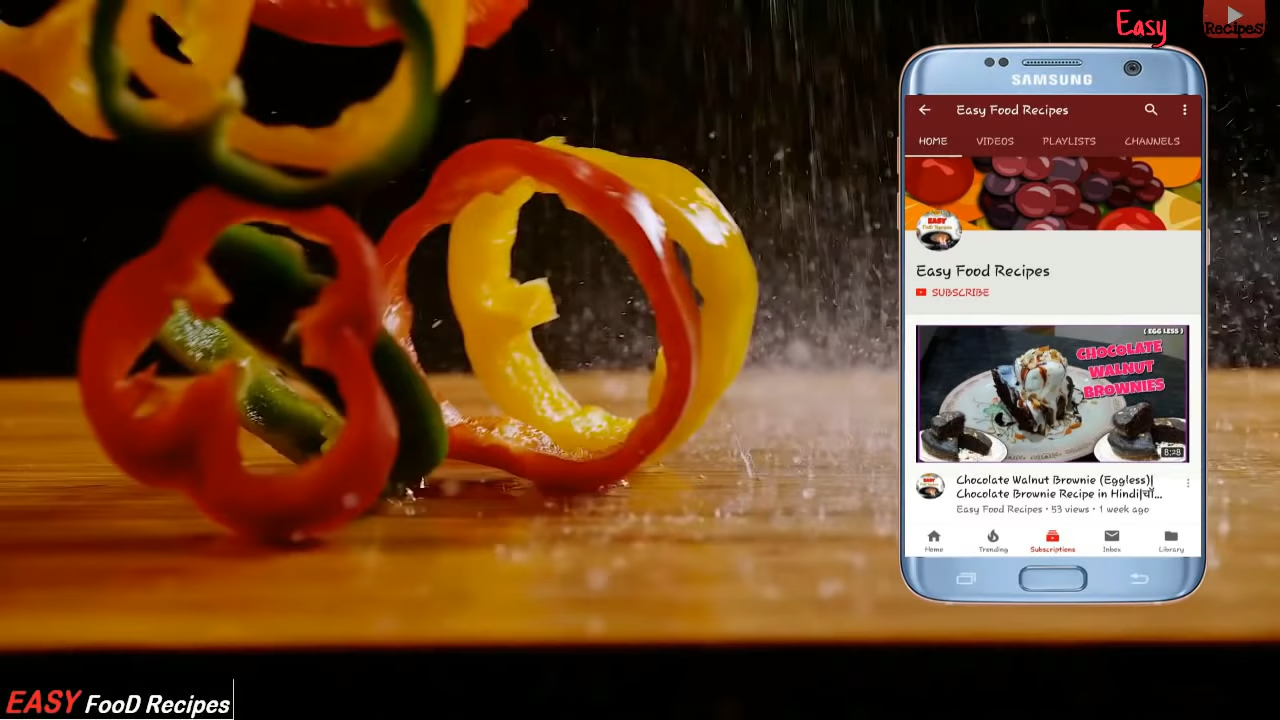 Easy
Recipes
SAMSUNG
Easy Food Recipes
HOME VIDEOS PLAYLISTS CHANNELS
EASY
Easy Food Recipes
SUBSCRIBE
( EGG LESS )
CHOCOLATE
WALNUT
BROWNIES
8:28
Chocolate Walnut Brownie (Eggless)|
Chocolate Brownie Recipe in Hindi|चॉ...
Easy Food Recipes • 53 views • 1 week ago
Home Trending Subscriptions Inbox Library
EASY FooD Recipes